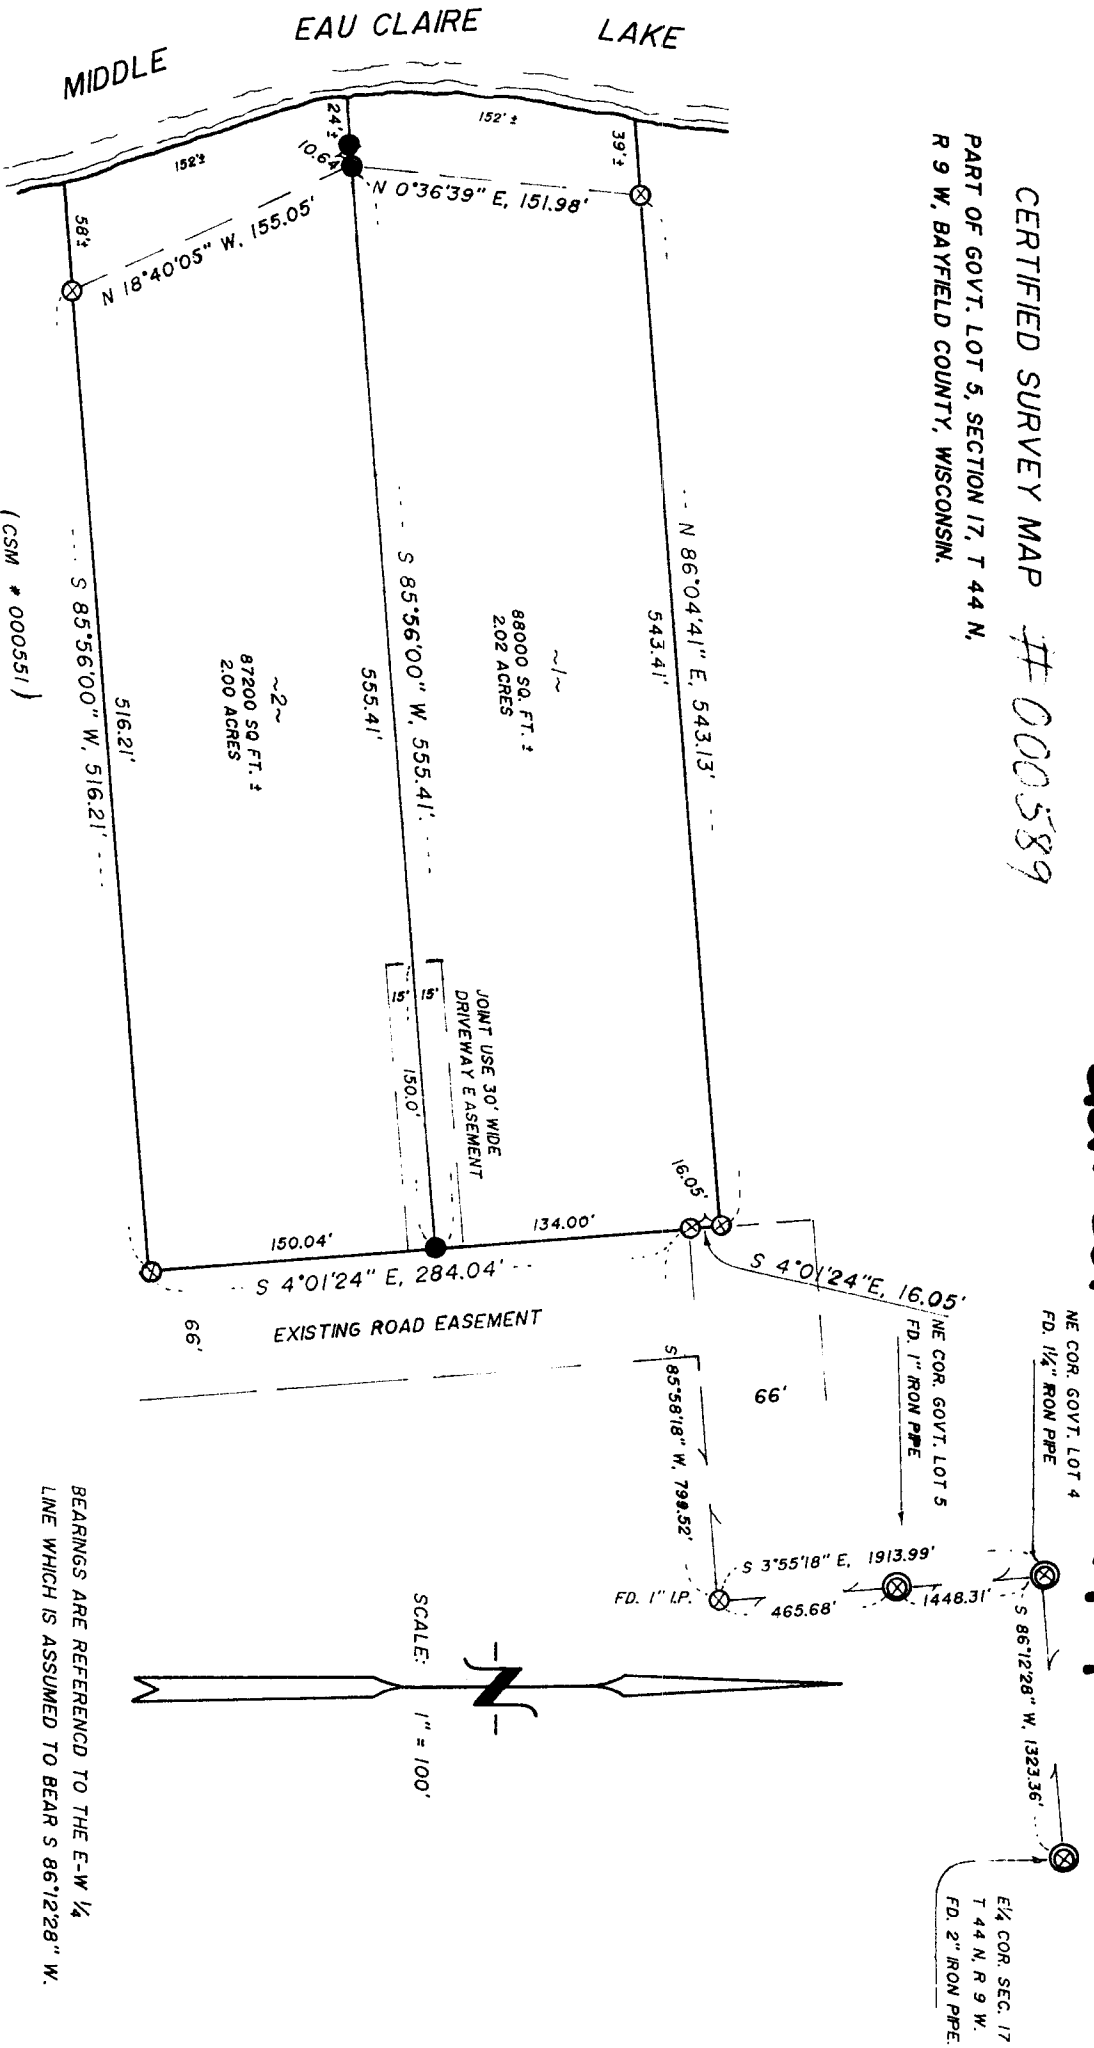 CERTIFIED SURVEY MAP #000589
PART OF GOVT. LOT 5, SECTION 17, T 44 N,
R 9 W, BAYFIELD COUNTY, WISCONSIN.
MIDDLE EAU CLAIRE LAKE
152'±
152'±
39'±
24'±
10.64'
58'±
N 0°36'39" E, 151.98'
N 18°40'05" W, 155.05'
N 86°04'41" E, 543.13'
543.41'
~1~
88000 SQ. FT. ±
2.02 ACRES
S 85°56'00" W, 555.41'
555.41'
~2~
87200 SQ FT. ±
2.00 ACRES
516.21'
S 85°56'00" W, 516.21'
(CSM # 000551)
JOINT USE 30' WIDE
DRIVEWAY EASEMENT
15'
15'
150.0'
16.05'
134.00'
150.04'
S 4°01'24" E, 284.04'
S 4°01'24"E, 16.05'
EXISTING ROAD EASEMENT
66'
66'
S 85°58'18" W,
NE COR. GOVT. LOT 5
FD. 1" IRON PIPE
NE COR. GOVT. LOT 4
FD. 1¼" IRON PIPE
S 3°55'18" E, 1913.99'
465.68'
1448.31'
FD. 1" I.P.
S 86°12'28" W, 1323.36'
E¼ COR. SEC. 17
T 44 N, R 9 W.
FD. 2" IRON PIPE.
N
SCALE: 1" = 100'
BEARINGS ARE REFERENCD TO THE E-W ¼
LINE WHICH IS ASSUMED TO BEAR S 86°12'28" W.